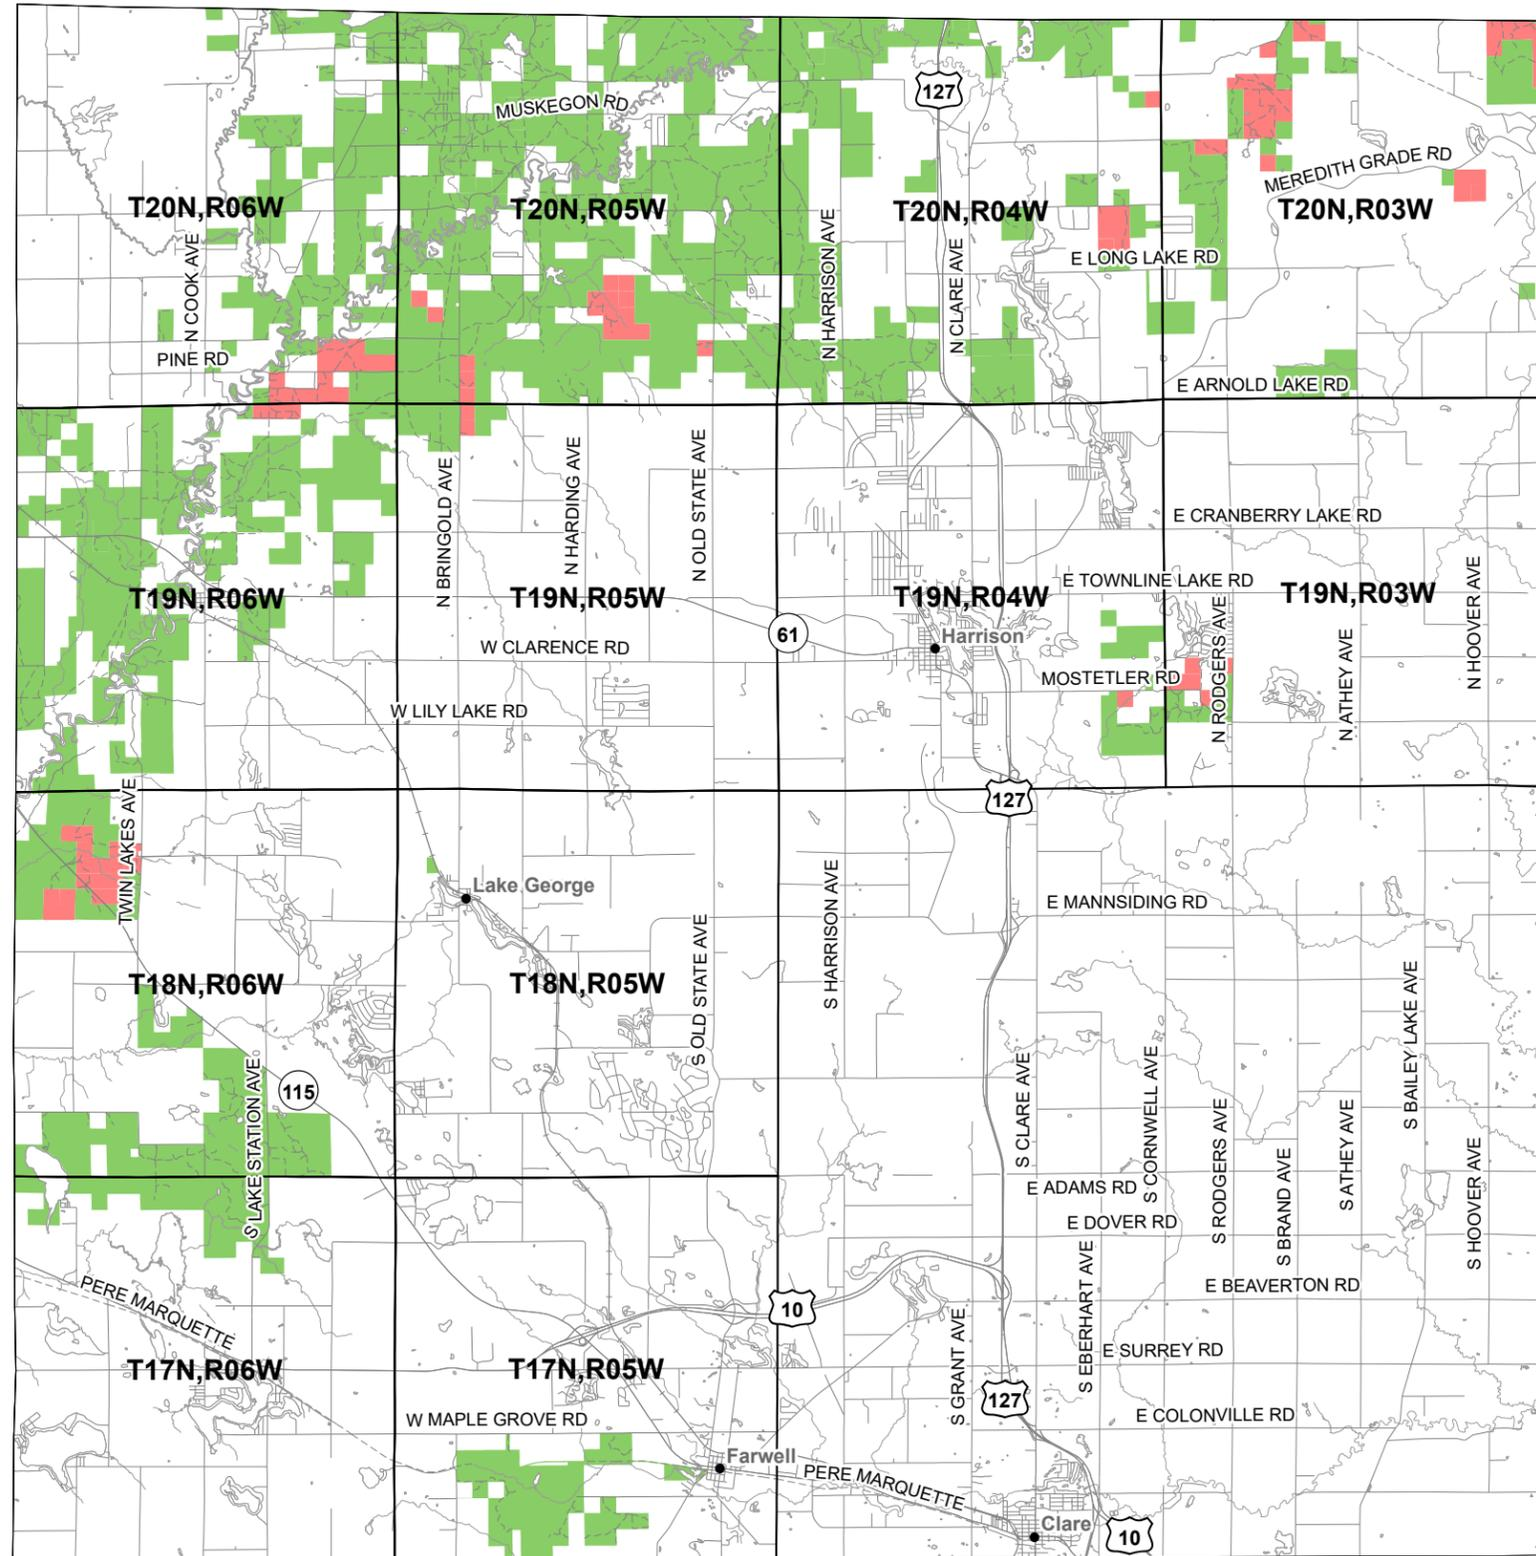 127
MUSKEGON RD
MEREDITH GRADE RD
T20N,R06W
T20N,R05W
T20N,R04W
T20N,R03W
N COOK AVE
N HARRISON AVE
N CLARE AVE
E LONG LAKE RD
PINE RD
E ARNOLD LAKE RD
N BRINGOLD AVE
N HARDING AVE
N OLD STATE AVE
E CRANBERRY LAKE RD
E TOWNLINE LAKE RD
T19N,R06W
T19N,R05W
T19N,R04W
T19N,R03W
N HOOVER AVE
61
Harrison
W CLARENCE RD
MOSTETLER RD
N RODGERS AVE
N ATHEY AVE
W LILY LAKE RD
127
TWIN LAKES AVE
Lake George
S HARRISON AVE
E MANNSIDING RD
S OLD STATE AVE
T18N,R06W
T18N,R05W
S BAILEY LAKE AVE
115
S LAKE STATION AVE
S CLARE AVE
S CORNWELL AVE
S RODGERS AVE
S BRAND AVE
S ATHEY AVE
S HOOVER AVE
E ADAMS RD
E DOVER RD
S EBERHART AVE
E BEAVERTON RD
PERE MARQUETTE
10
S GRANT AVE
E SURREY RD
T17N,R06W
T17N,R05W
127
W MAPLE GROVE RD
E COLONVILLE RD
Farwell
PERE MARQUETTE
Clare
10